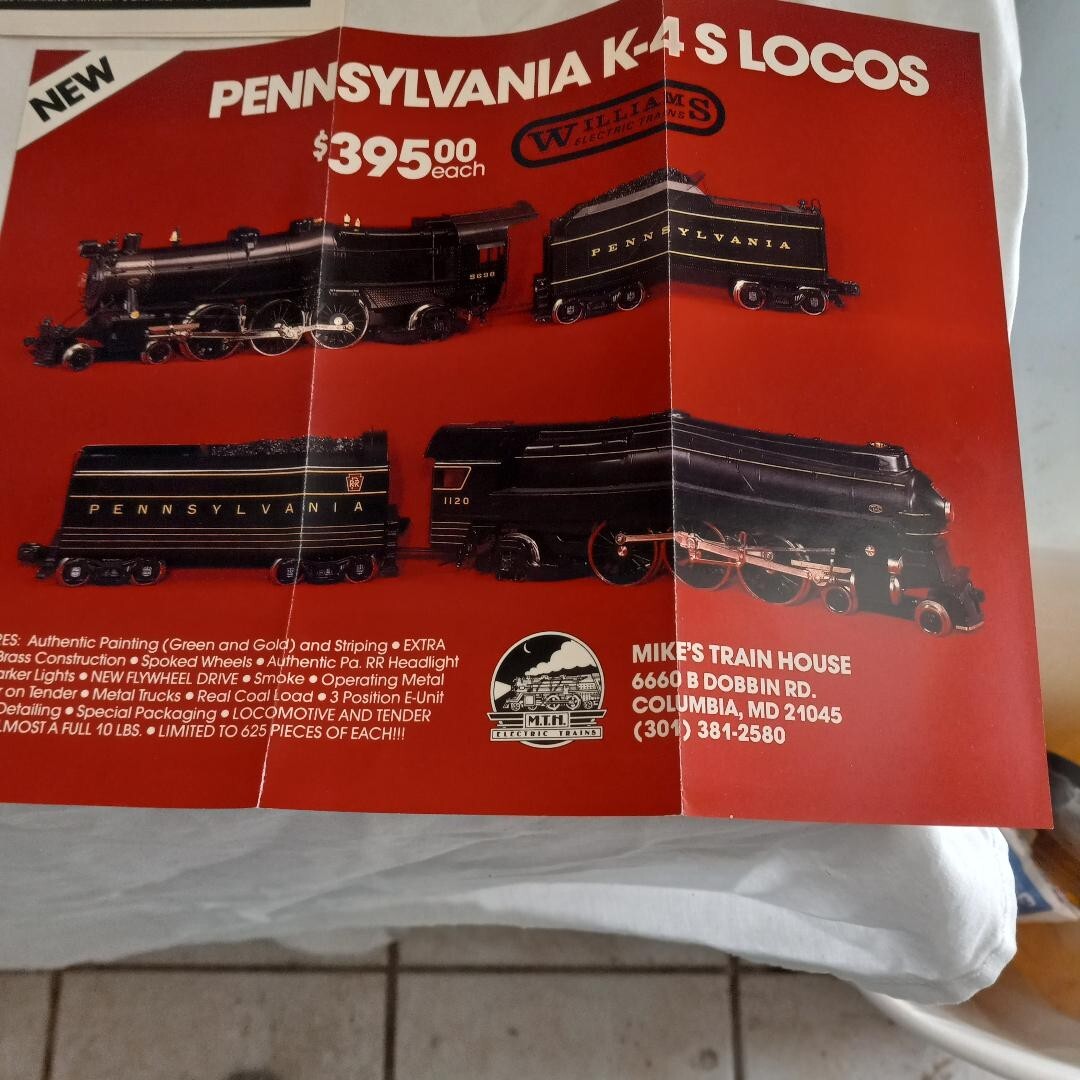 NEW
PENNSYLVANIA K-4 S LOCOS
$395.00 each
WILLIAMS
ELECTRIC TRAINS
5698
PENNSYLVANIA
PENNSYLVANIA
1120
RES: Authentic Painting (Green and Gold) and Striping • EXTRA
Brass Construction • Spoked Wheels • Authentic Pa. RR Headlight
arker Lights • NEW FLYWHEEL DRIVE • Smoke • Operating Metal
r on Tender • Metal Trucks • Real Coal Load • 3 Position E-Unit
Detailing • Special Packaging • LOCOMOTIVE AND TENDER
LMOST A FULL 10 LBS. • LIMITED TO 625 PIECES OF EACH!!!
M.T.H.
ELECTRIC TRAINS
MIKE'S TRAIN HOUSE
6660 B DOBBIN RD.
COLUMBIA, MD 21045
(301) 381-2580